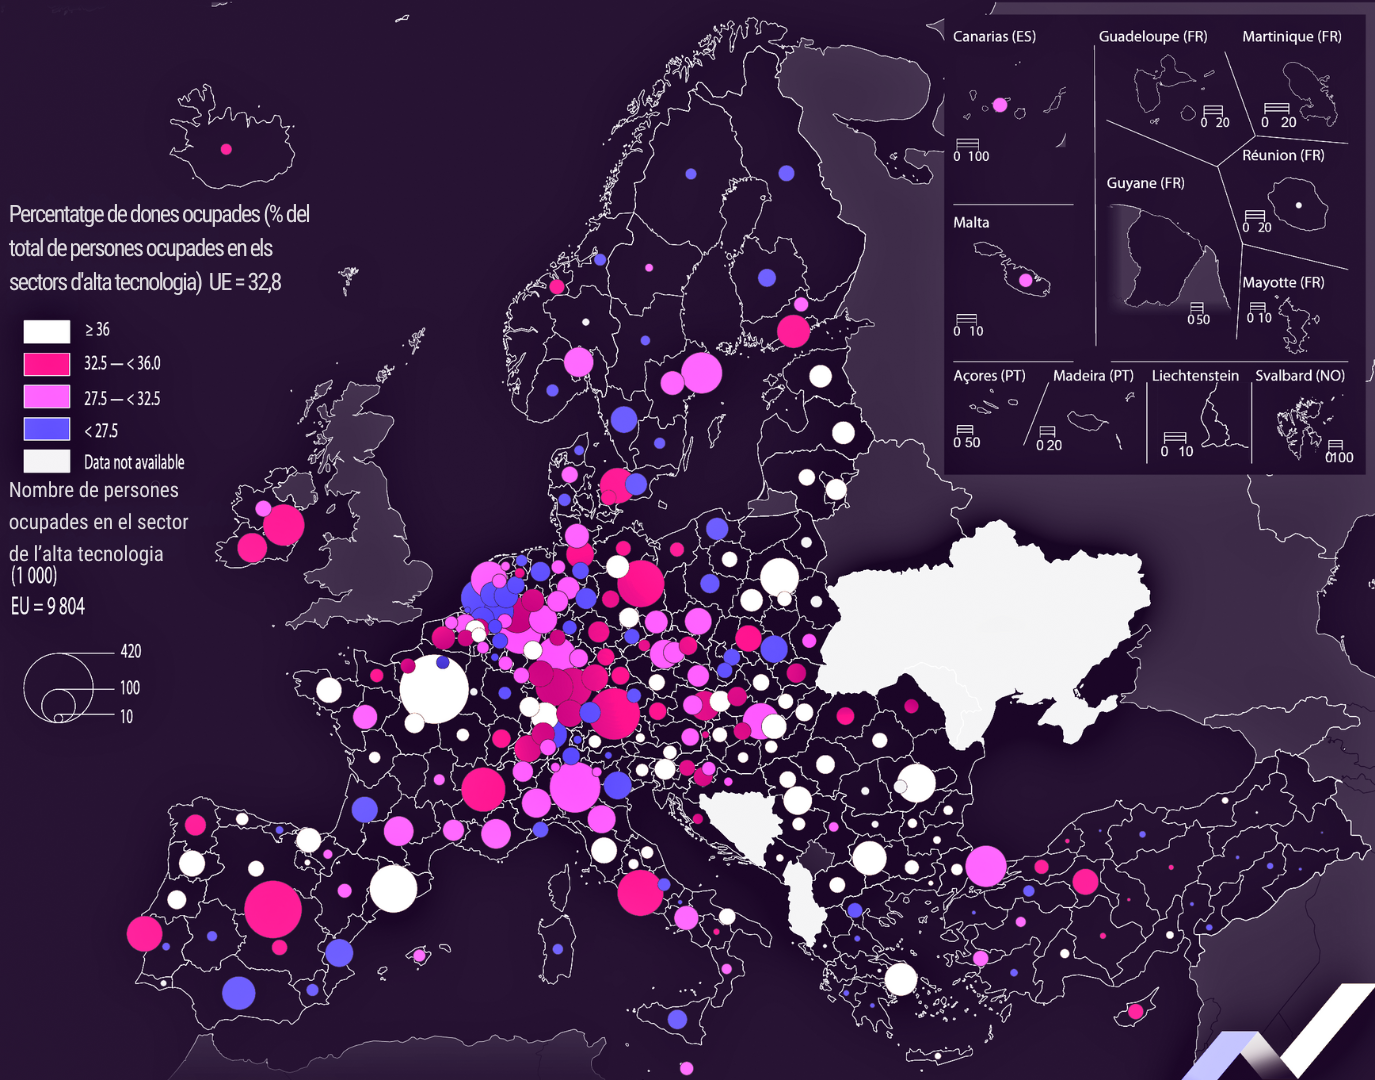 Percentatge de dones ocupades (% del
total de persones ocupades en els
sectors d'alta tecnologia) UE = 32,8
≥ 36
32.5 — < 36.0
27.5 — < 32.5
< 27.5
Data not available
Nombre de persones
ocupades en el sector
de l'alta tecnologia
(1 000)
EU = 9 804
420
100
10
Canarias (ES)
0 100
Guadeloupe (FR)
0 20
Martinique (FR)
0 20
Guyane (FR)
0 50
Réunion (FR)
0 20
Malta
0 10
Mayotte (FR)
0 10
Açores (PT)
0 50
Madeira (PT)
0 20
Liechtenstein
0 10
Svalbard (NO)
0100